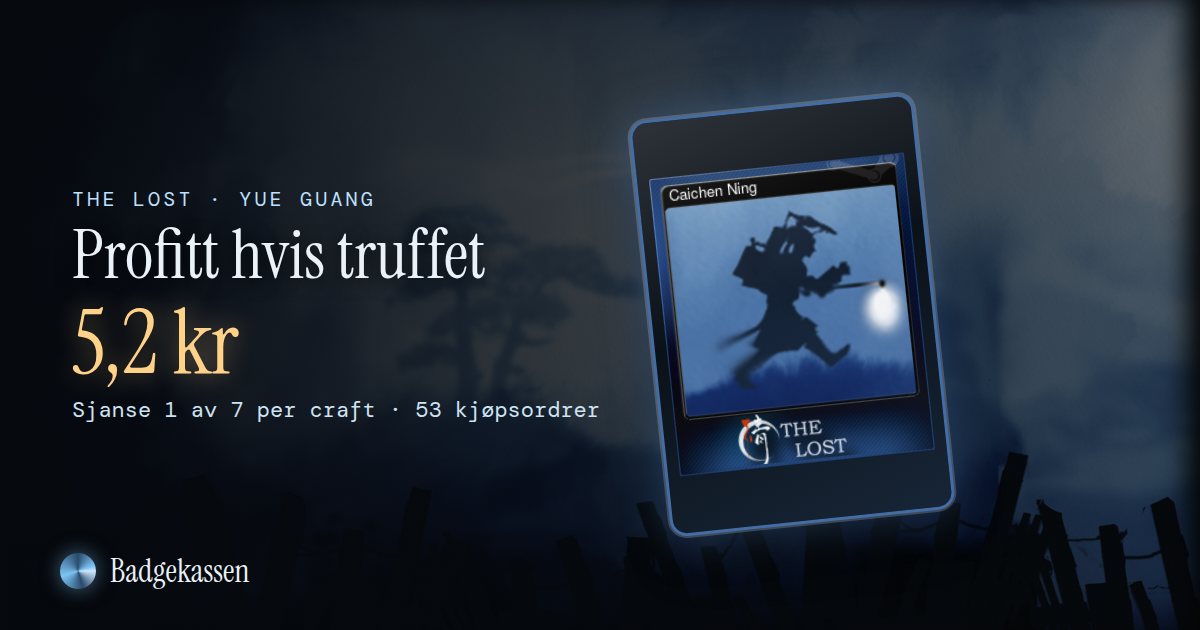 THE LOST · YUE GUANG
Profitt hvis truffet
5,2 kr
Sjanse 1 av 7 per craft · 53 kjøpsordrer
Badgekassen
Caichen Ning
THE
LOST